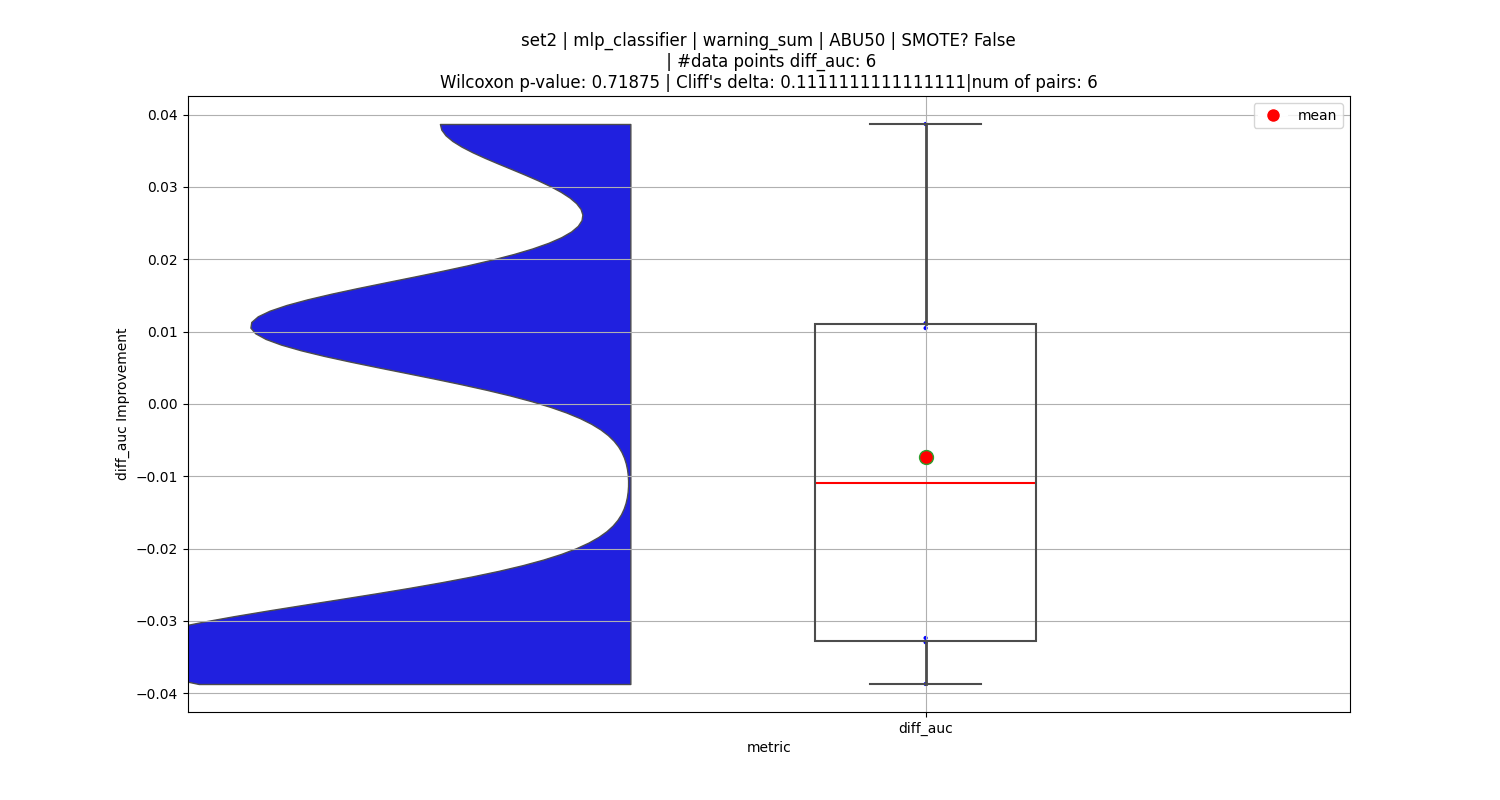 set2 | mlp_classifier | warning_sum | ABU50 | SMOTE? False
| #data points diff_auc: 6
Wilcoxon p-value: 0.71875 | Cliff's delta: 0.1111111111111111|num of pairs: 6
mean
0.04
0.03
0.02
0.01
0.00
−0.01
−0.02
−0.03
−0.04
diff_auc Improvement
diff_auc
metric